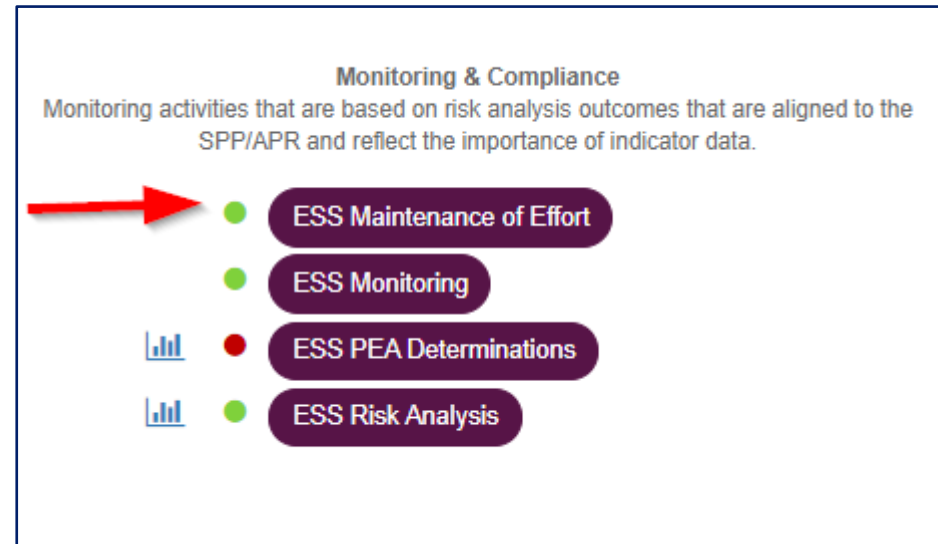 Monitoring & Compliance
Monitoring activities that are based on risk analysis outcomes that are aligned to the
SPP/APR and reflect the importance of indicator data.
ESS Maintenance of Effort
ESS Monitoring
ESS PEA Determinations
ESS Risk Analysis